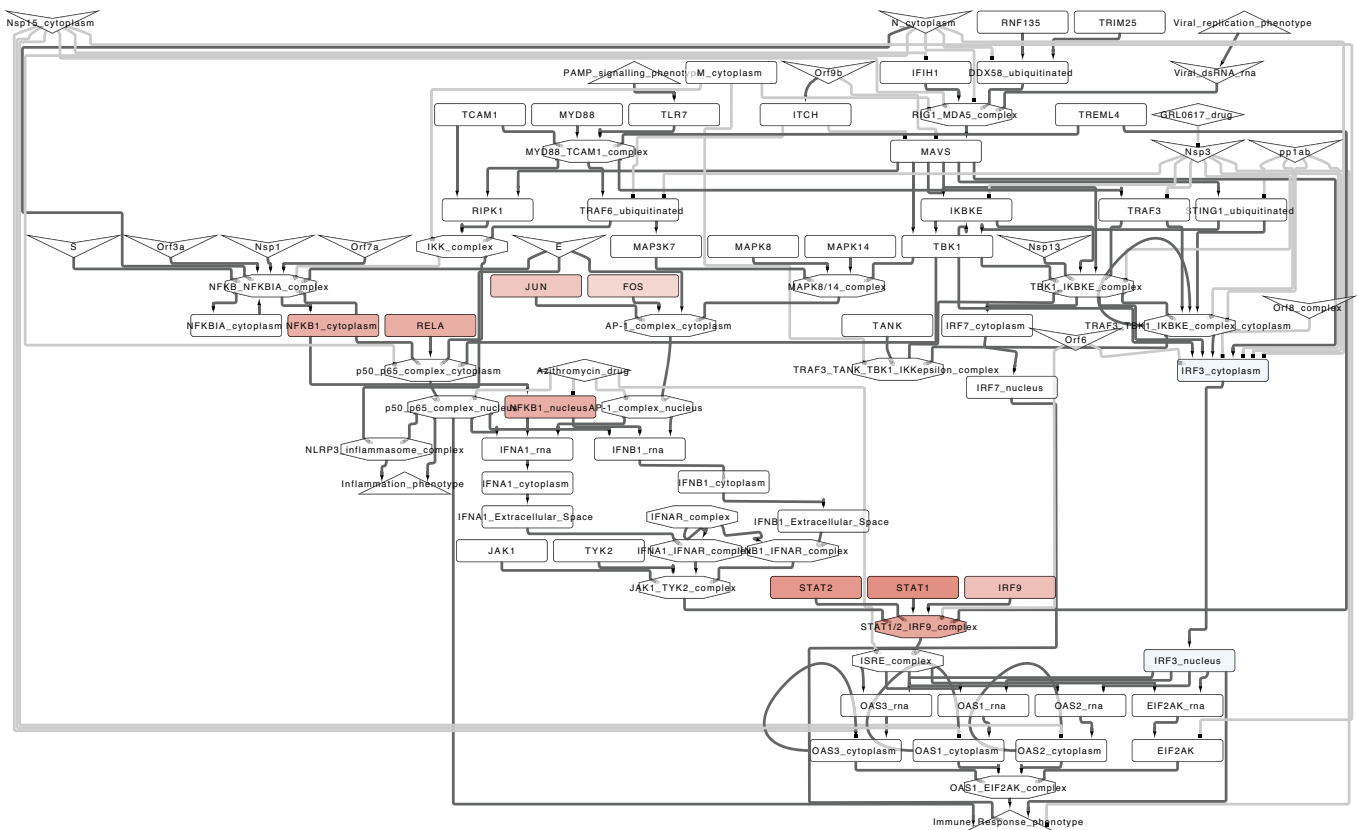 Nsp15_cytoplasm
N_cytoplasm
RNF135
TRIM25
Viral_replication_phenotype
PAMP_signalling_phenotyp
M_cytoplasm
Orf9b
IFIH1
DDX58_ubiquitinated
Viral_dsRNA_rna
TCAM1
MYD88
TLR7
ITCH
RIG1_MDA5_complex
TREML4
GRL0617_drug
MYD88_TCAM1_complex
MAVS
Nsp3
pp1ab
RIPK1
TRAF6_ubiquitinated
IKBKE
TRAF3
STING1_ubiquitinated
S
Orf3a
Nsp1
Orf7a
IKK_complex
E
MAP3K7
MAPK8
MAPK14
TBK1
Nsp13
NFKB_NFKBIA_complex
JUN
FOS
MAPK8/14_complex
TBK1_IKBKE_complex
Orf8_complex
NFKBIA_cytoplasm
NFKB1_cytoplasm
RELA
AP-1_complex_cytoplasm
TANK
IRF7_cytoplasm
TRAF3_TBK1_IKBKE_complex_cytoplasm
Orf6
p50_p65_complex_cytoplasm
Azithromycin_drug
TRAF3_TANK_TBK1_IKKepsilon_complex
IRF3_cytoplasm
IRF7_nucleus
p50_p65_complex_nucleus
NFKB1_nucleus
AP-1_complex_nucleus
NLRP3_inflammasome_complex
IFNA1_rna
IFNB1_rna
Inflammation_phenotype
IFNA1_cytoplasm
IFNB1_cytoplasm
IFNA1_Extracellular_Space
IFNAR_complex
IFNB1_Extracellular_Space
JAK1
TYK2
IFNA1_IFNAR_complex
NB1_IFNAR_complex
JAK1_TYK2_complex
STAT2
STAT1
IRF9
STAT1/2_IRF9_complex
ISRE_complex
IRF3_nucleus
OAS3_rna
OAS1_rna
OAS2_rna
EIF2AK_rna
OAS3_cytoplasm
OAS1_cytoplasm
OAS2_cytoplasm
EIF2AK
OAS1_EIF2AK_complex
Immune_Response_phenotype